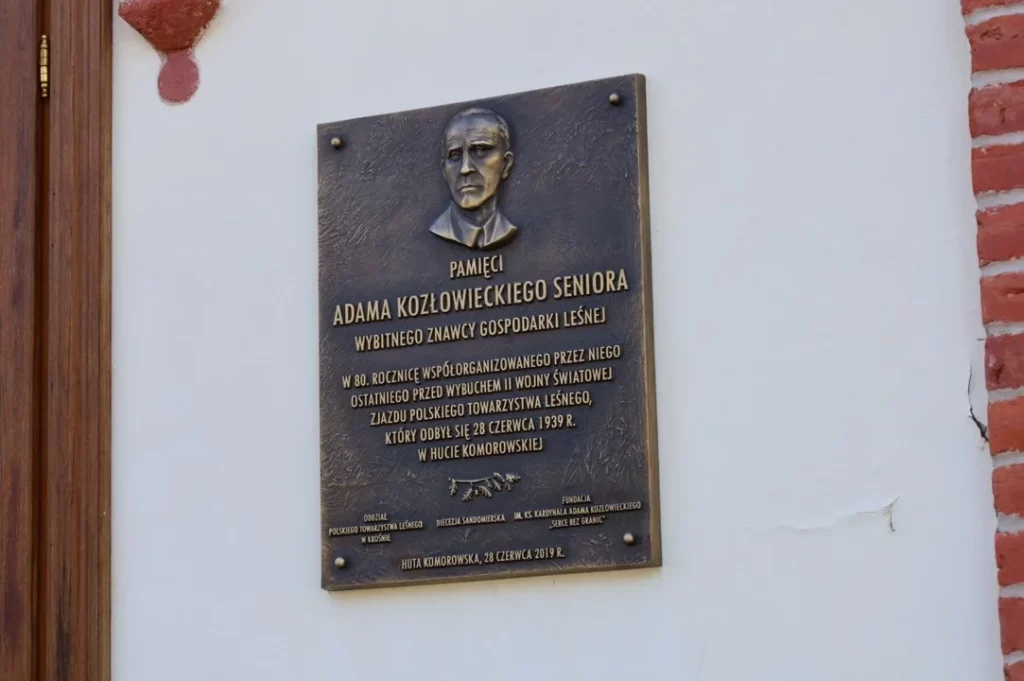 PAMIĘCI
ADAMA KOZŁOWIECKIEGO SENIORA
WYBITNEGO ZNAWCY GOSPODARKI LEŚNEJ
W 80. ROCZNICĘ WSPÓŁORGANIZOWANEGO PRZEZ NIEGO
OSTATNIEGO PRZED WYBUCHEM II WOJNY ŚWIATOWEJ
ZJAZDU POLSKIEGO TOWARZYSTWA LEŚNEGO,
KTÓRY ODBYŁ SIĘ 28 CZERWCA 1939 R.
W HUCIE KOMOROWSKIEJ
ODDZIAŁ
POLSKIEGO TOWARZYSTWA LEŚNEGO
W KROŚNIE
DIECEZJA SANDOMIERSKA
FUNDACJA
IM. KS. KARDYNAŁA ADAMA KOZŁOWIECKIEGO
„SERCE BEZ GRANIC"
HUTA KOMOROWSKA, 28 CZERWCA 2019 R.